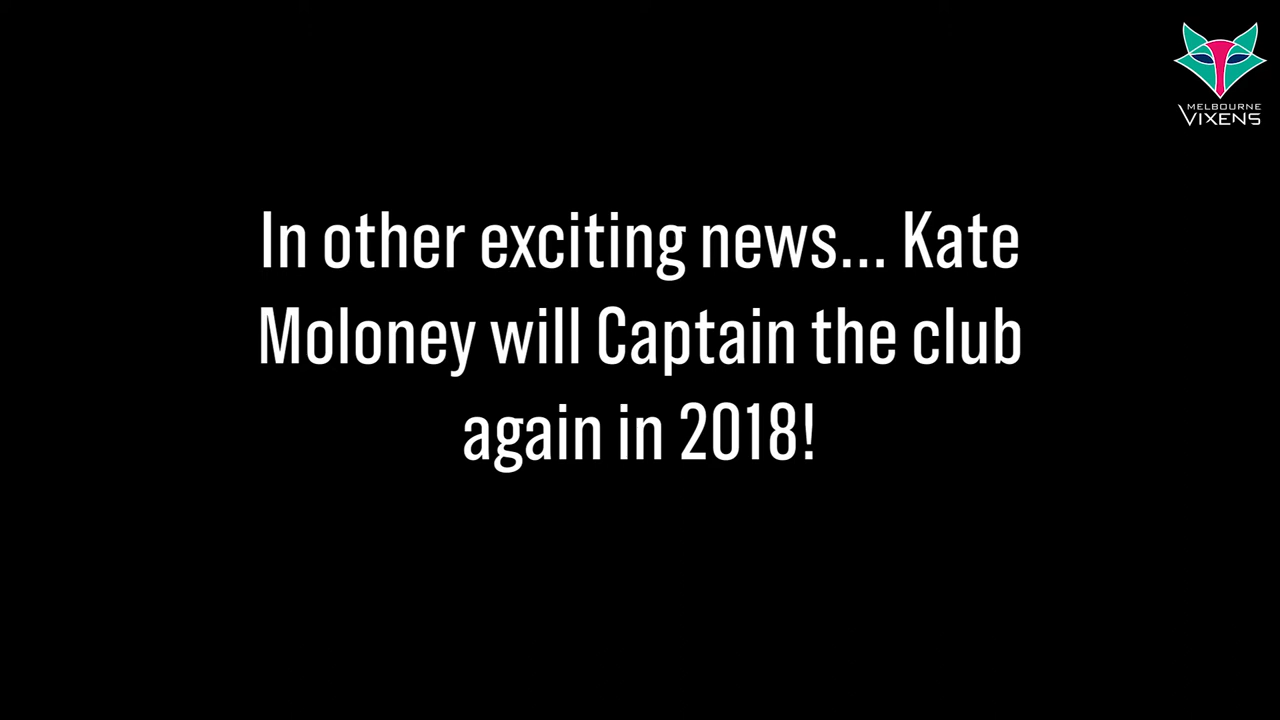 MELBOURNE
VIXENS
In other exciting news... Kate
Moloney will Captain the club
again in 2018!